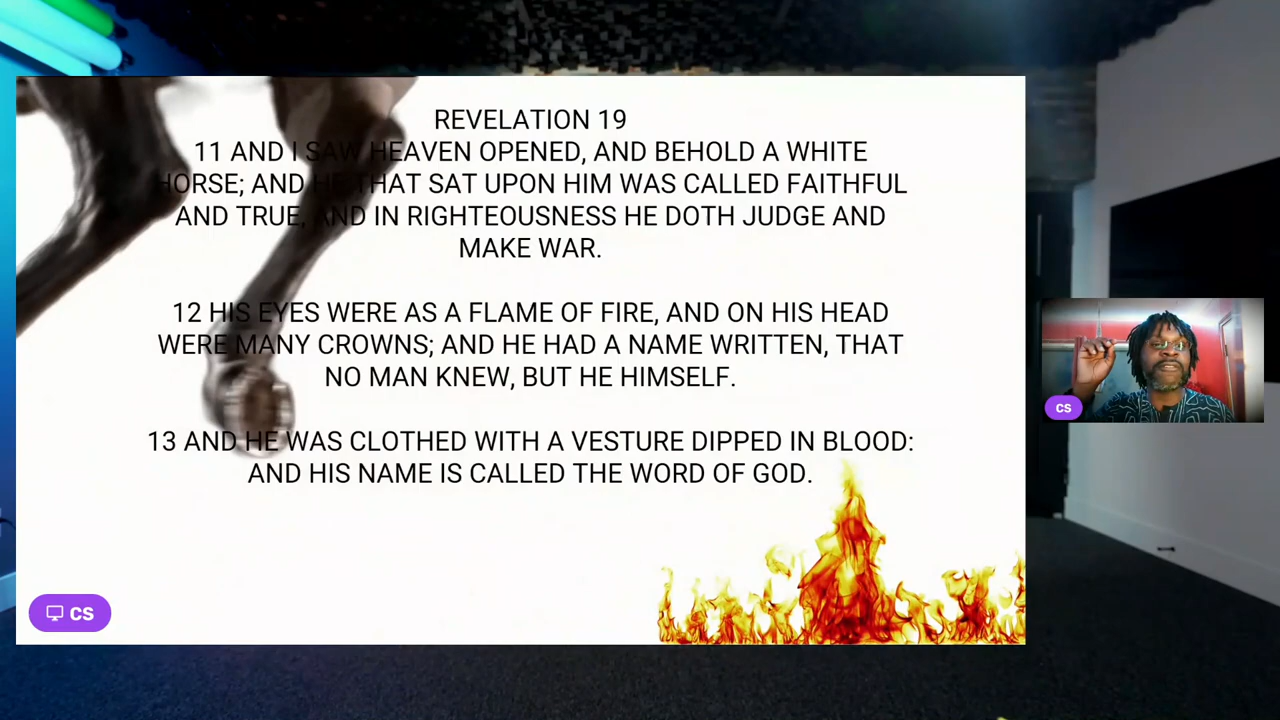 REVELATION 19
11 AND I SAW HEAVEN OPENED, AND BEHOLD A WHITE
HORSE; AND HE THAT SAT UPON HIM WAS CALLED FAITHFUL
AND TRUE, AND IN RIGHTEOUSNESS HE DOTH JUDGE AND
MAKE WAR.
12 HIS EYES WERE AS A FLAME OF FIRE, AND ON HIS HEAD
WERE MANY CROWNS; AND HE HAD A NAME WRITTEN, THAT
NO MAN KNEW, BUT HE HIMSELF.
13 AND HE WAS CLOTHED WITH A VESTURE DIPPED IN BLOOD:
AND HIS NAME IS CALLED THE WORD OF GOD.
CS
CS